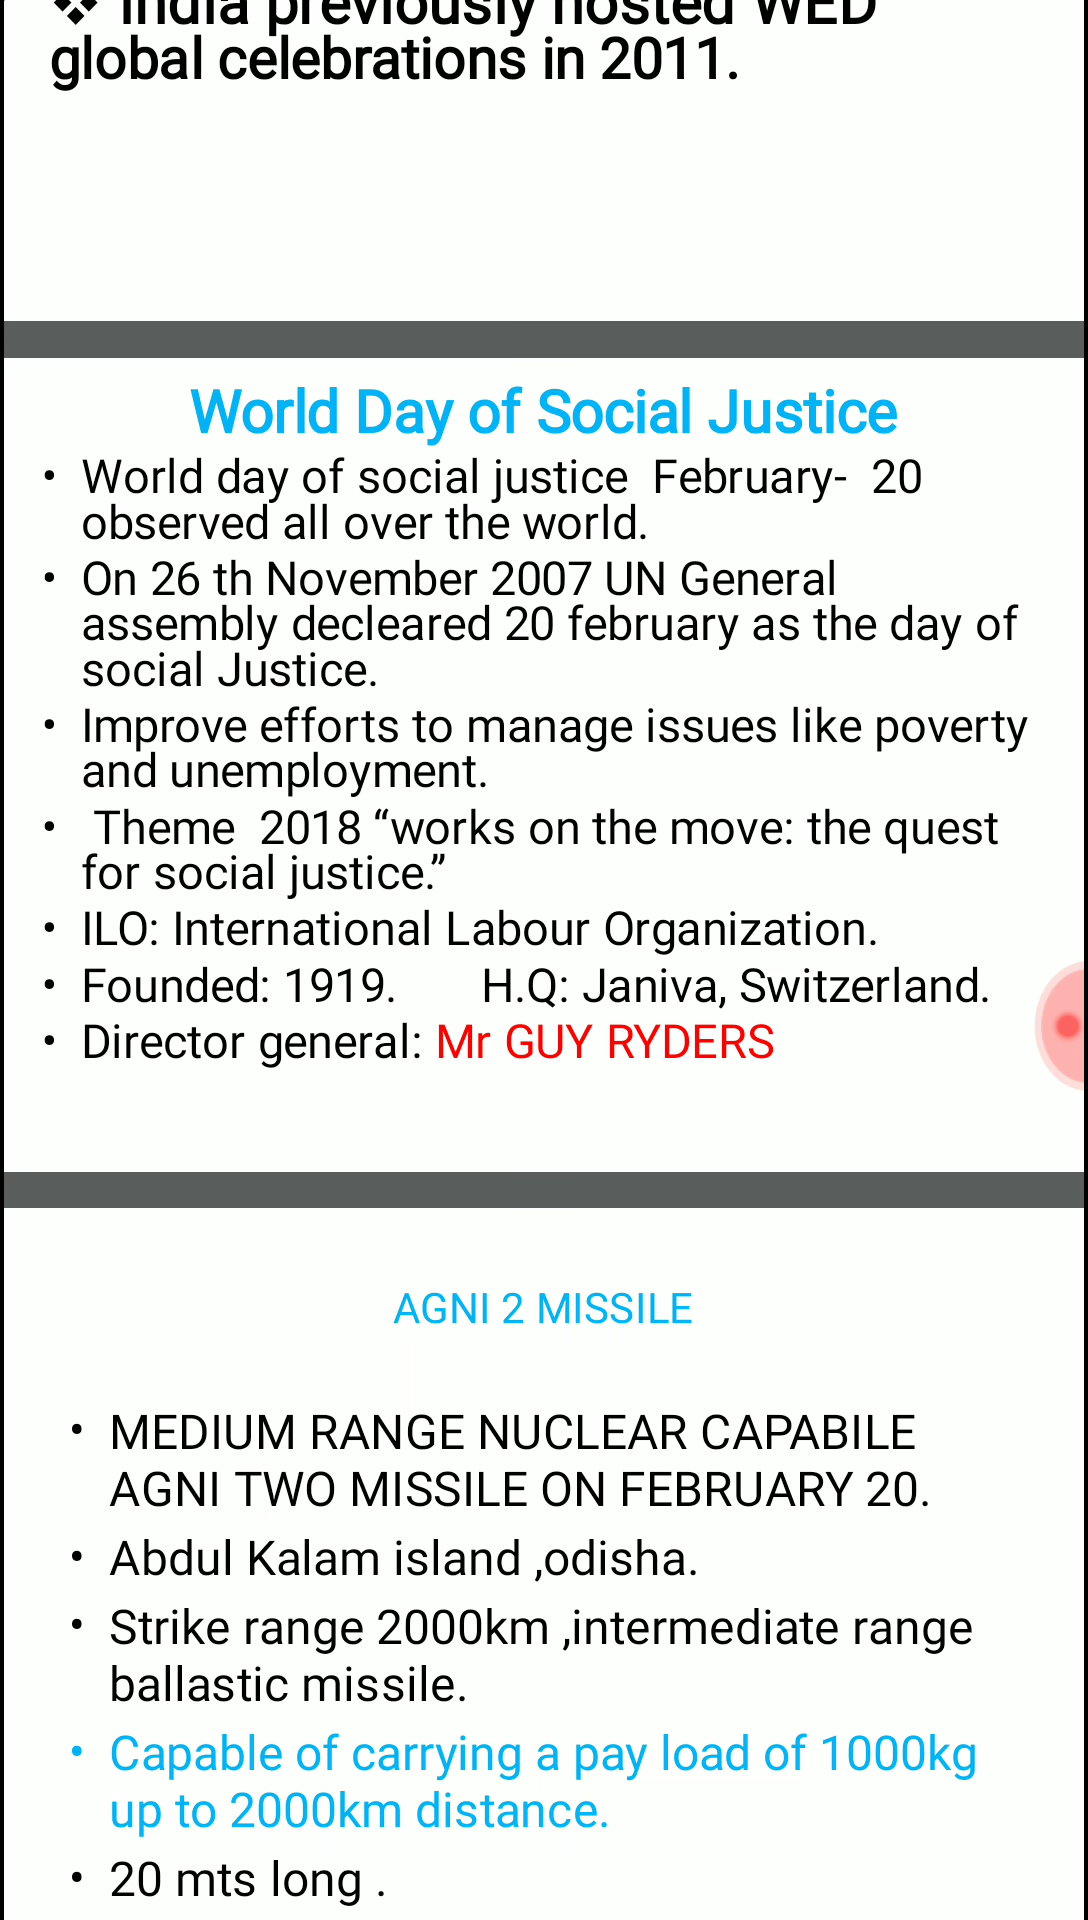 ❖ India previously hosted WED
global celebrations in 2011.
World Day of Social Justice
• World day of social justice  February-  20
observed all over the world.
• On 26 th November 2007 UN General
assembly decleared 20 february as the day of
social Justice.
• Improve efforts to manage issues like poverty
and unemployment.
•  Theme  2018 “works on the move: the quest
for social justice.”
• ILO: International Labour Organization.
• Founded: 1919.       H.Q: Janiva, Switzerland.
• Director general: Mr GUY RYDERS
AGNI 2 MISSILE
• MEDIUM RANGE NUCLEAR CAPABILE
AGNI TWO MISSILE ON FEBRUARY 20.
• Abdul Kalam island ,odisha.
• Strike range 2000km ,intermediate range
ballastic missile.
• Capable of carrying a pay load of 1000kg
up to 2000km distance.
• 20 mts long .